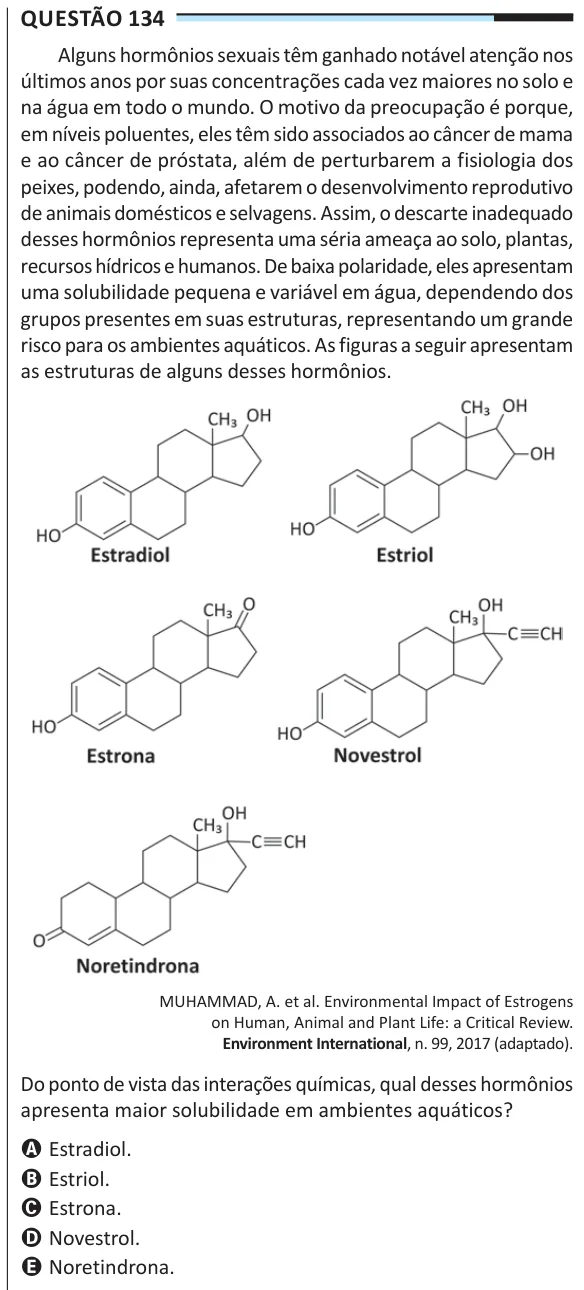 QUESTÃO 134
Alguns hormônios sexuais têm ganhado notável atenção nos
últimos anos por suas concentrações cada vez maiores no solo e
na água em todo o mundo. O motivo da preocupação é porque,
em níveis poluentes, eles têm sido associados ao câncer de mama
e ao câncer de próstata, além de perturbarem a fisiologia dos
peixes, podendo, ainda, afetarem o desenvolvimento reprodutivo
de animais domésticos e selvagens. Assim, o descarte inadequado
desses hormônios representa uma séria ameaça ao solo, plantas,
recursos hídricos e humanos. De baixa polaridade, eles apresentam
uma solubilidade pequena e variável em água, dependendo dos
grupos presentes em suas estruturas, representando um grande
risco para os ambientes aquáticos. As figuras a seguir apresentam
as estruturas de alguns desses hormônios.
CH₃ OH
HO
Estradiol
CH₃ OH
OH
HO
Estriol
CH₃ O
HO
Estrona
OH
CH₃ C≡CH
HO
Novestrol
OH
CH₃ C≡CH
O
Noretindrona
MUHAMMAD, A. et al. Environmental Impact of Estrogens
on Human, Animal and Plant Life: a Critical Review.
Environment International, n. 99, 2017 (adaptado).
Do ponto de vista das interações químicas, qual desses hormônios
apresenta maior solubilidade em ambientes aquáticos?
A Estradiol.
B Estriol.
C Estrona.
D Novestrol.
E Noretindrona.